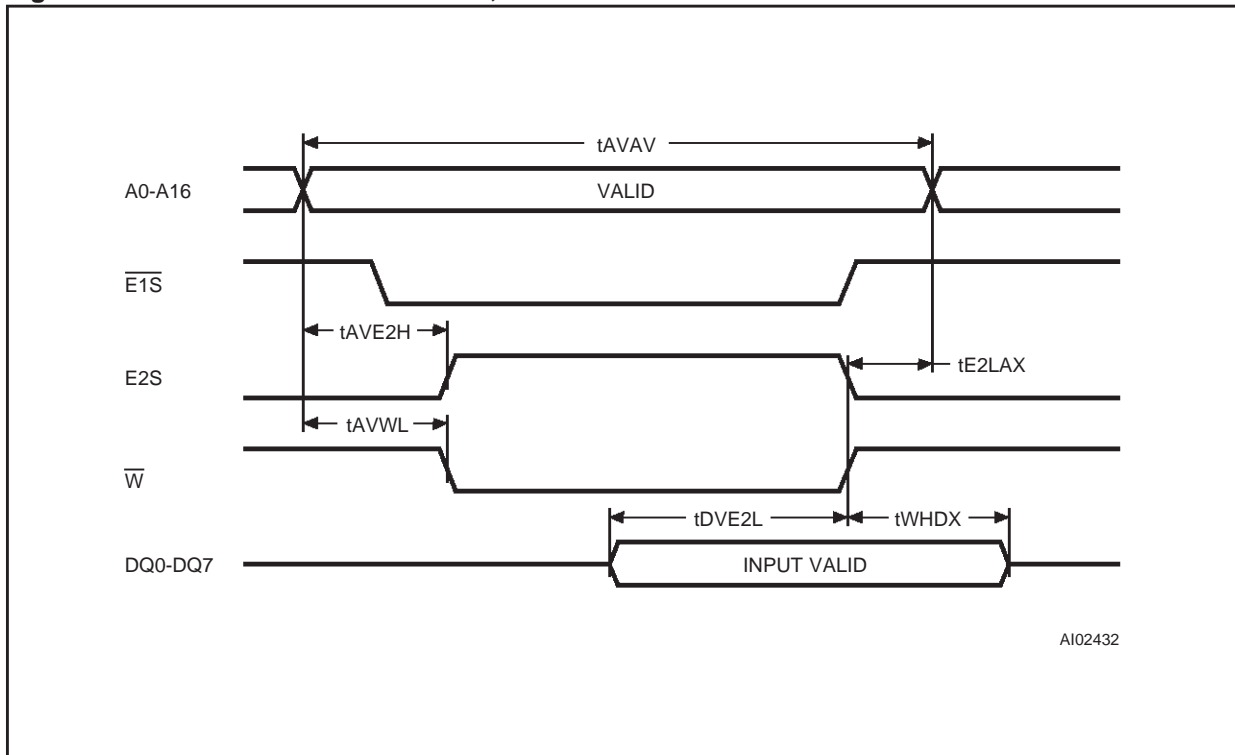 tAVAV
A0-A16
VALID
E1S
tAVE2H
E2S
tE2LAX
tAVWL
W
tDVE2L
tWHDX
DQ0-DQ7
INPUT VALID
AI02432